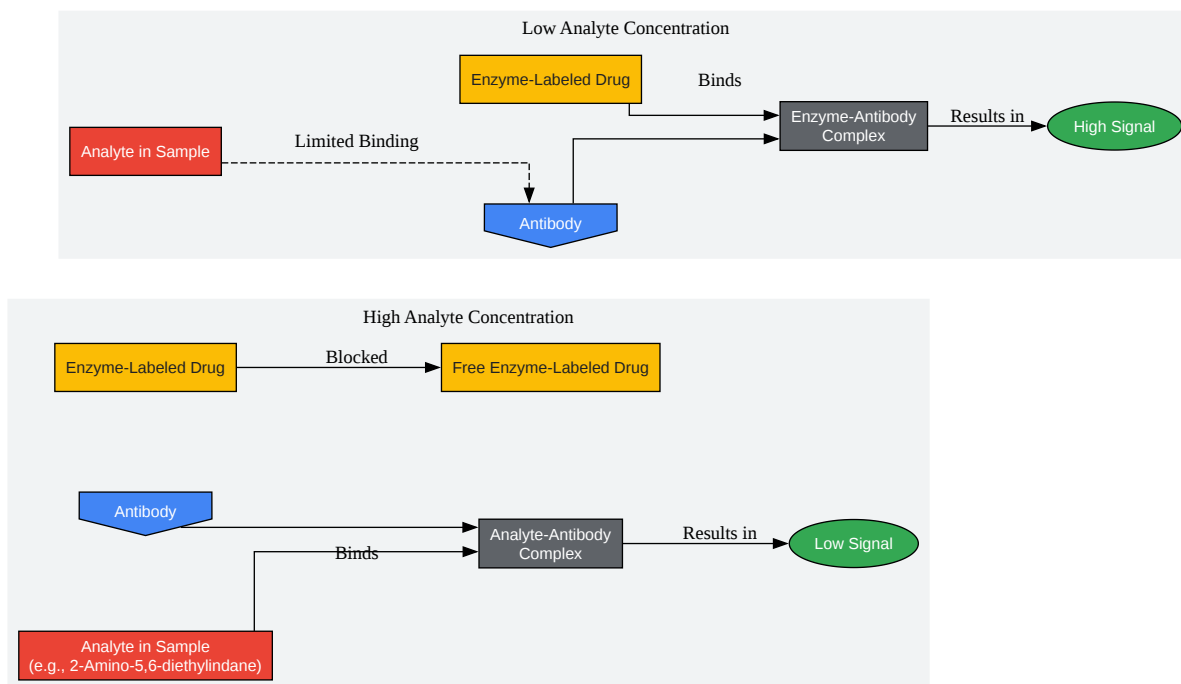 Low Analyte Concentration
Enzyme-Labeled Drug
Binds
Enzyme-Antibody
Complex
Results in
High Signal
Analyte in Sample
Limited Binding
Antibody
High Analyte Concentration
Enzyme-Labeled Drug
Blocked
Free Enzyme-Labeled Drug
Antibody
Analyte-Antibody
Complex
Results in
Low Signal
Binds
Analyte in Sample
(e.g., 2-Amino-5,6-diethylindane)